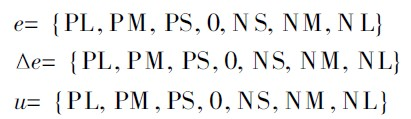 e= {PL, PM, PS, 0, NS, NM, NL}
Δe= {PL, PM, PS, 0, NS, NM, NL}
u= {PL, PM, PS, 0, NS, NM, NL}